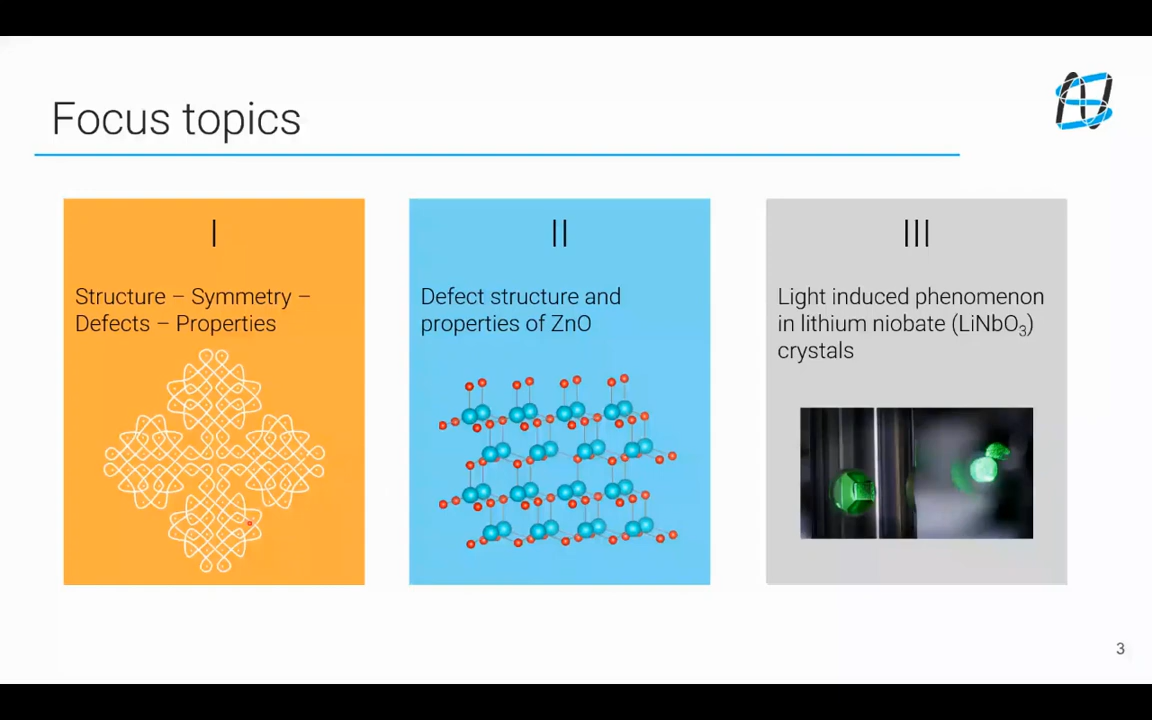 Focus topics
I
Structure – Symmetry –
Defects – Properties
II
Defect structure and
properties of ZnO
III
Light induced phenomenon
in lithium niobate (LiNbO₃)
crystals
3